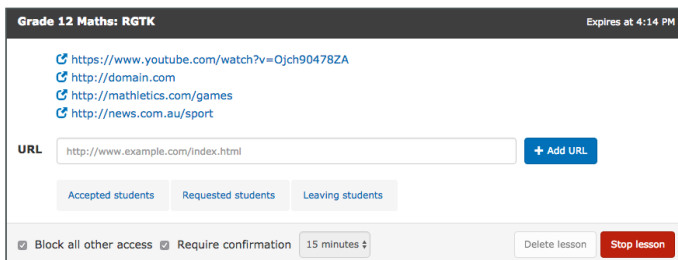 Grade 12 Maths: RGTK Expires at 4:14 PM
https://www.youtube.com/watch?v=Ojch90478ZA
http://domain.com
http://mathletics.com/games
http://news.com.au/sport
URL http://www.example.com/index.html + Add URL
Accepted students Requested students Leaving students
Block all other access Require confirmation 15 minutes Delete lesson Stop lesson